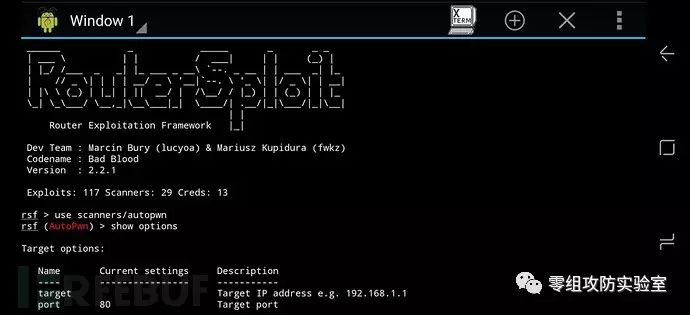 Window 1
X
TERM
RouterSploit
Router Exploitation Framework
Dev Team : Marcin Bury (lucyoa) & Mariusz Kupidura (fwkz)
Codename : Bad Blood
Version : 2.2.1
Exploits: 117 Scanners: 29 Creds: 13
rsf > use scanners/autopwn
rsf (AutoPwn) > show options
Target options:
Name Current settings Description
---- ---------------- -----------
target Target IP address e.g. 192.168.1.1
port 80 Target port
REEBUF
零组攻防实验室